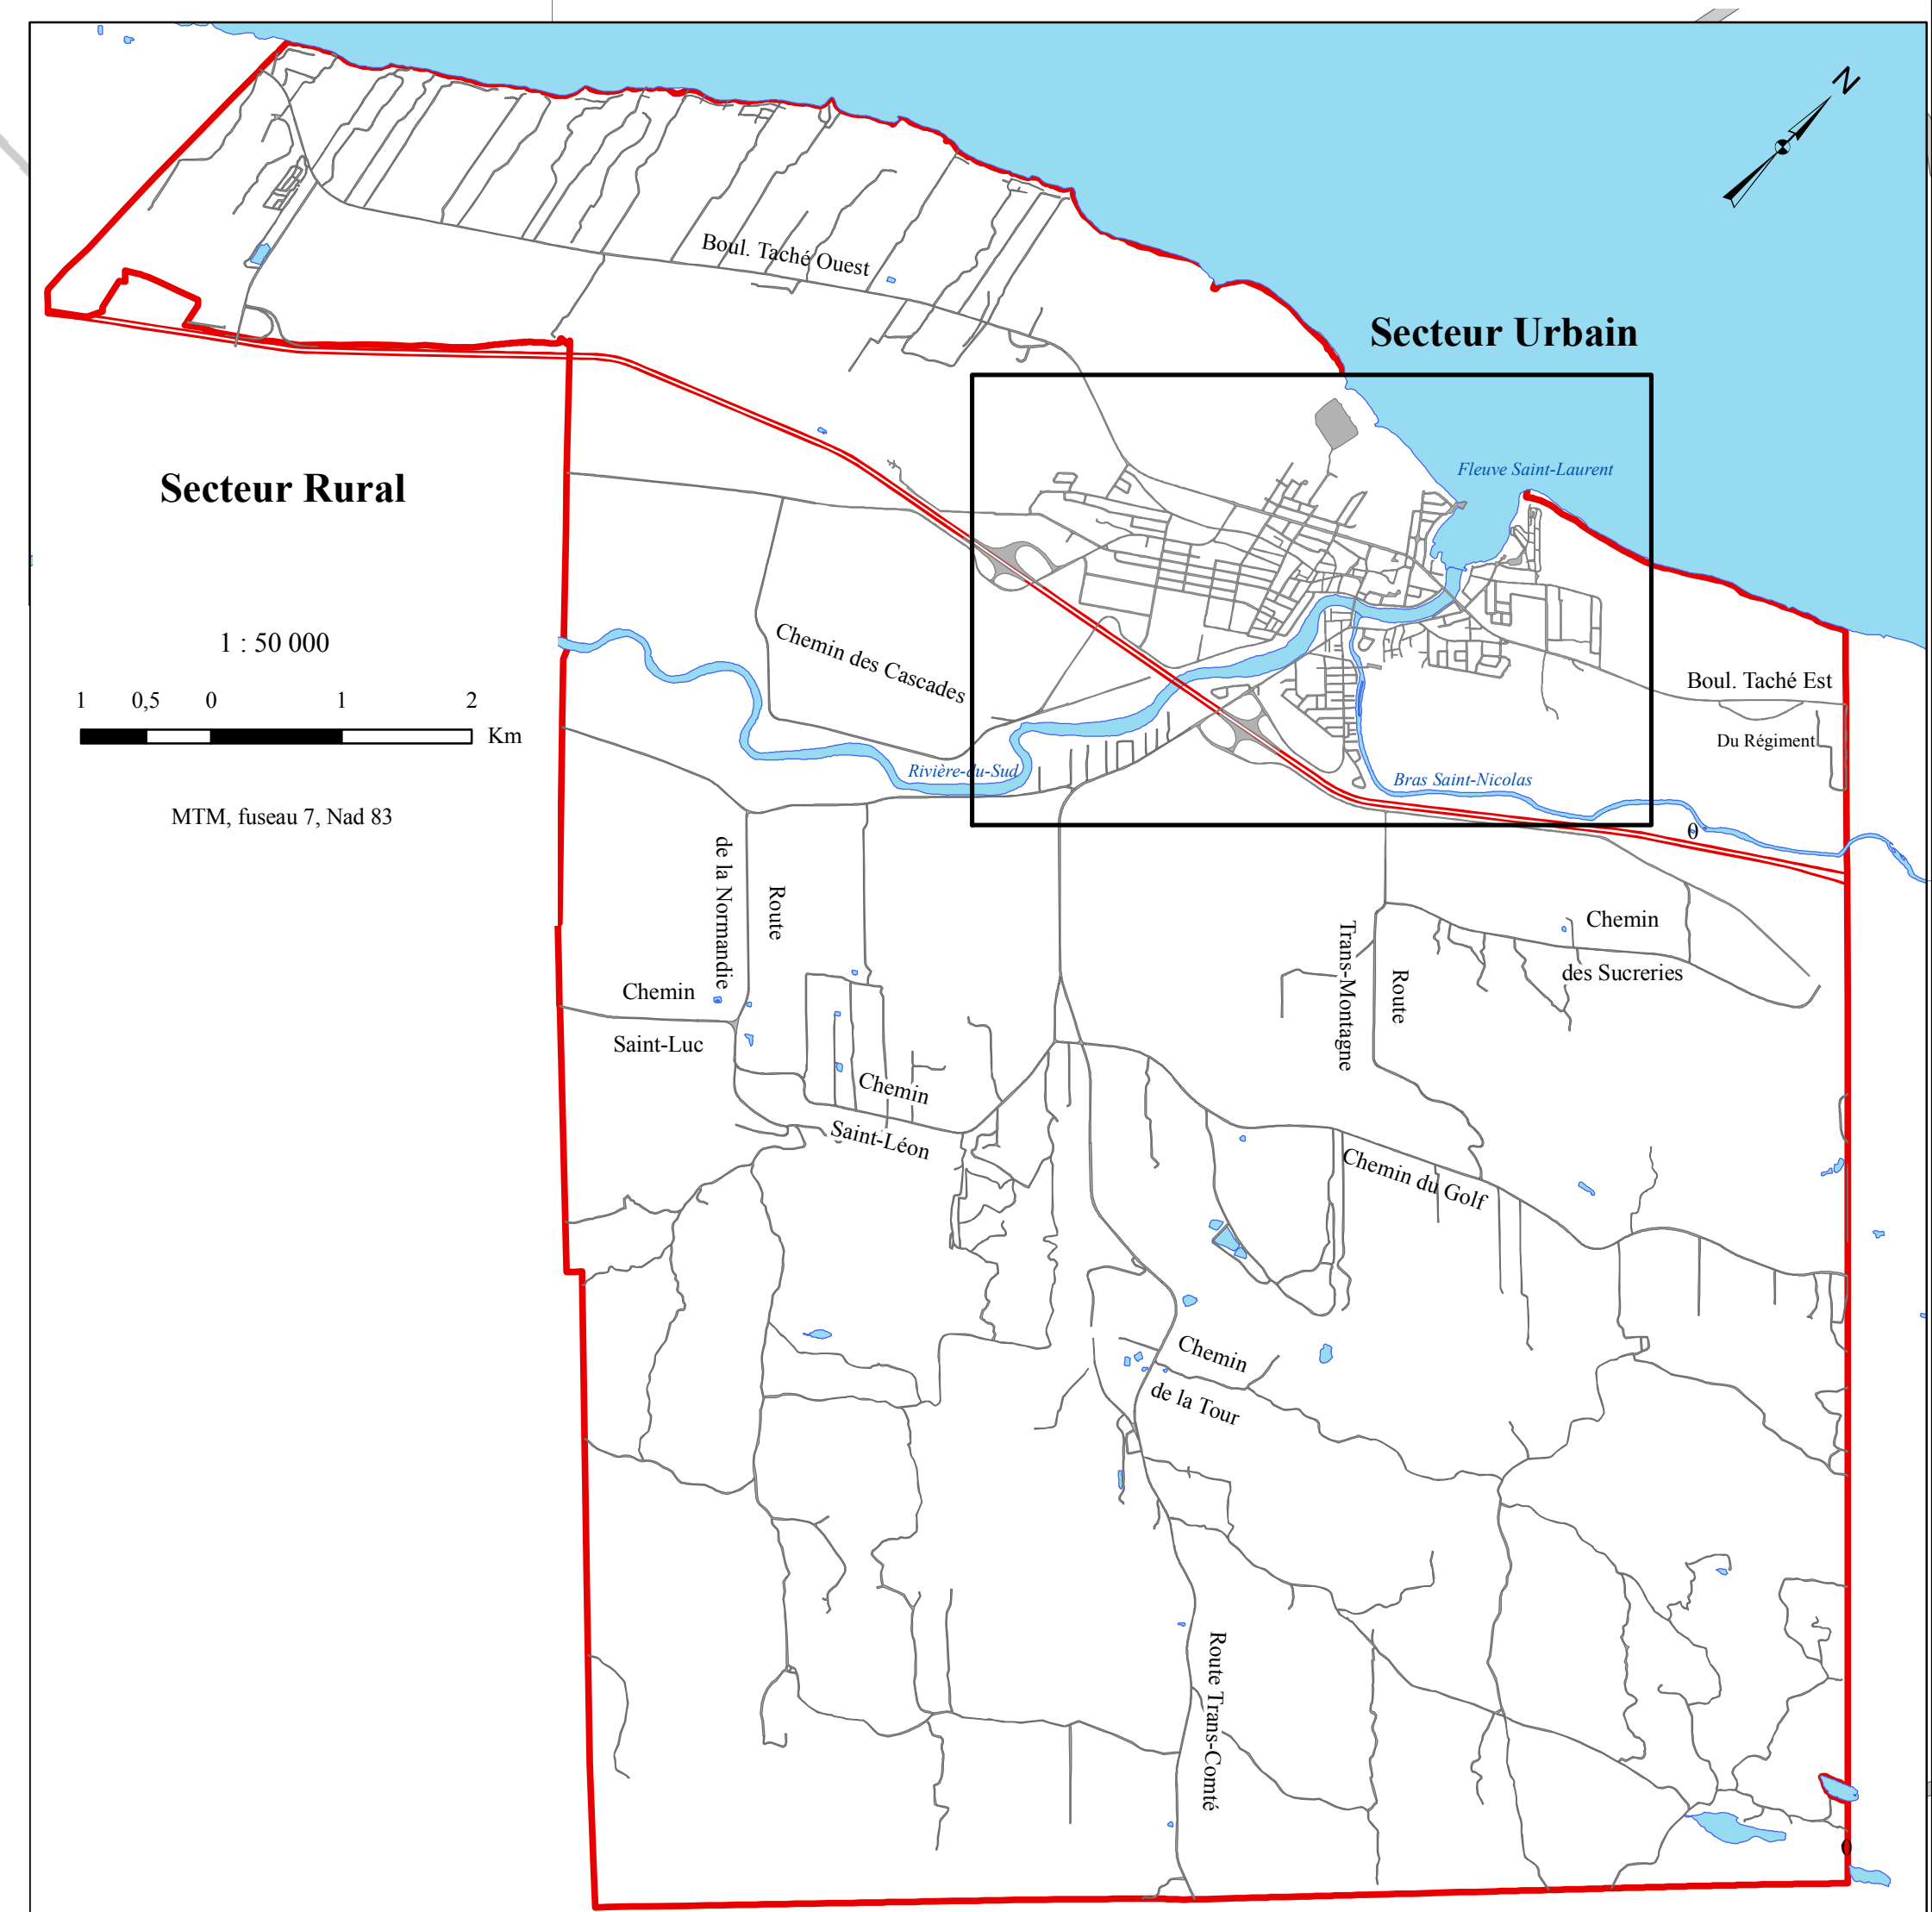 N
Boul. Taché Ouest
Secteur Urbain
Fleuve Saint-Laurent
Secteur Rural
1 : 50 000
1 0,5 0 1 2
Km
MTM, fuseau 7, Nad 83
Chemin des Cascades
Rivière-du-Sud
Boul. Taché Est
Du Régiment
Bras Saint-Nicolas
0
de la Normandie
Route
Chemin
des Sucreries
Trans-Montagne
Route
Chemin
Saint-Luc
Chemin
Saint-Léon
Chemin du Golf
Chemin
de la Tour
Route Trans-Comté
0